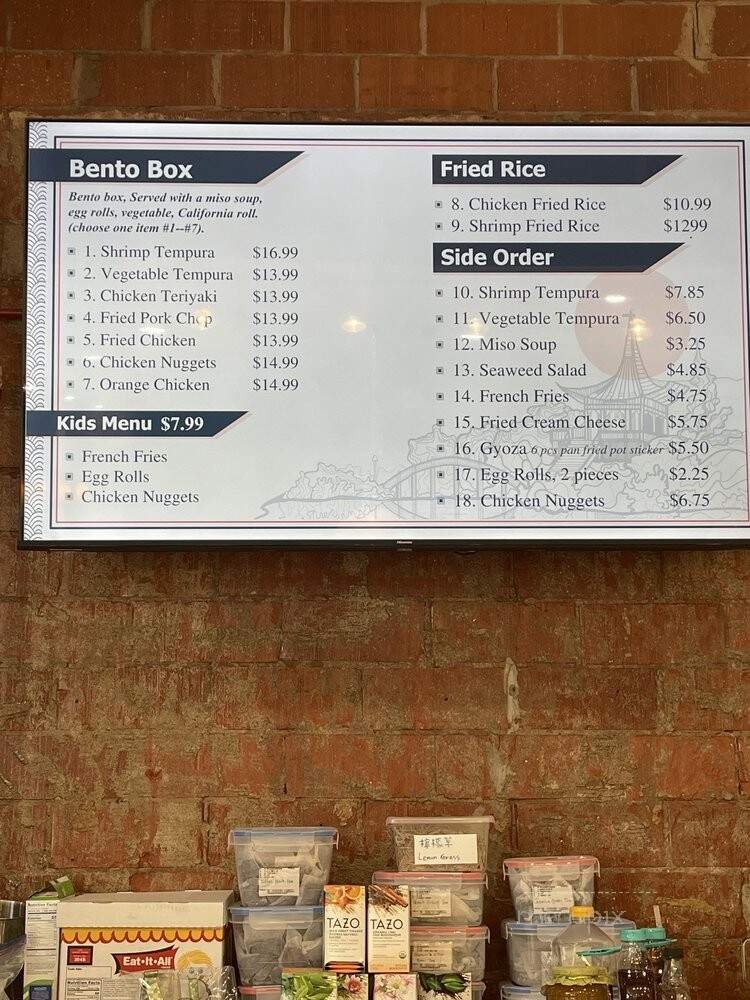 Bento Box
Bento box, Served with a miso soup,
egg rolls, vegetable, California roll.
(choose one item #1--#7).
1. Shrimp Tempura $16.99
2. Vegetable Tempura $13.99
3. Chicken Teriyaki $13.99
4. Fried Pork Chop $13.99
5. Fried Chicken $13.99
6. Chicken Nuggets $14.99
7. Orange Chicken $14.99
Kids Menu $7.99
French Fries
Egg Rolls
Chicken Nuggets
Fried Rice
8. Chicken Fried Rice $10.99
9. Shrimp Fried Rice $1299
Side Order
10. Shrimp Tempura $7.85
11. Vegetable Tempura $6.50
12. Miso Soup $3.25
13. Seaweed Salad $4.85
14. French Fries $4.75
15. Fried Cream Cheese $5.75
16. Gyoza 6 pcs pan fried pot sticker $5.50
17. Egg Rolls, 2 pieces $2.25
18. Chicken Nuggets $6.75
Hisense
檸檬草
Lemon Grass
TAZO
TAZO
Eat·It·All
Nutrition Facts